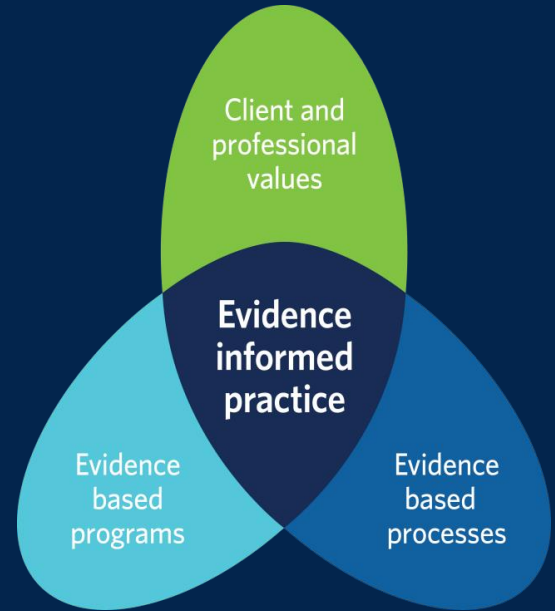 Client and
professional
values
Evidence
informed
practice
Evidence
based
programs
Evidence
based
processes